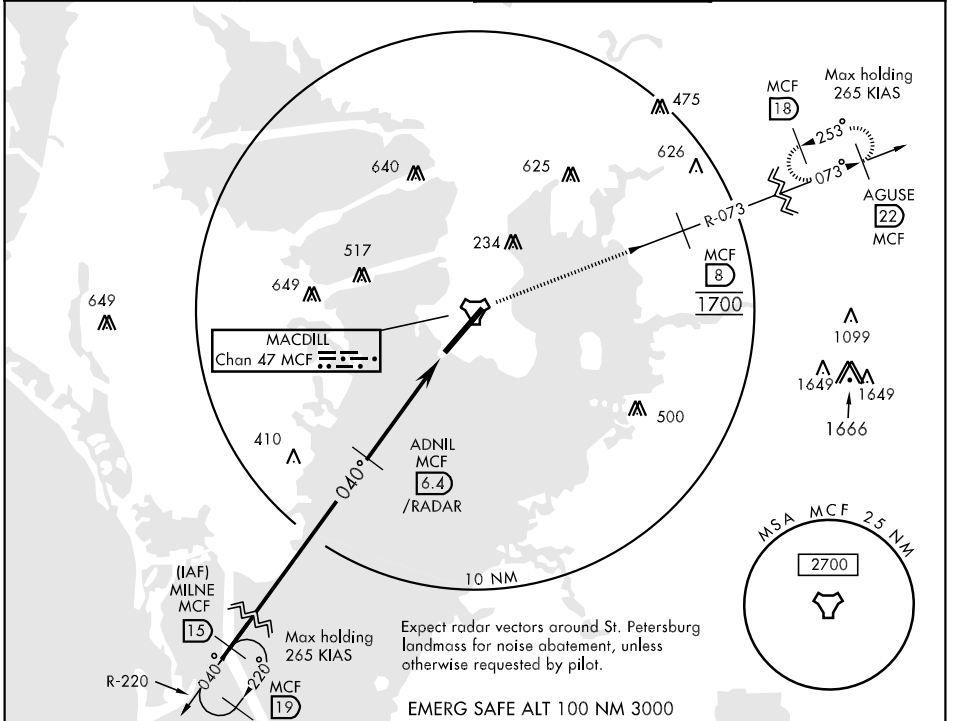 475
MCF
18
Max holding
265 KIAS
253°
073°
640
625
626
AGUSE
22
MCF
R-073
234
517
MCF
8
1700
649
649
MACDILL
Chan 47 MCF
1099
1649
1649
1666
500
410
ADNIL
MCF
6.4
/RADAR
040°
MSA MCF 25 NM
2700
10 NM
(IAF)
MILNE
MCF
15
Max holding
265 KIAS
040°
220°
R-220
MCF
19
Expect radar vectors around St. Petersburg
landmass for noise abatement, unless
otherwise requested by pilot.
EMERG SAFE ALT 100 NM 3000